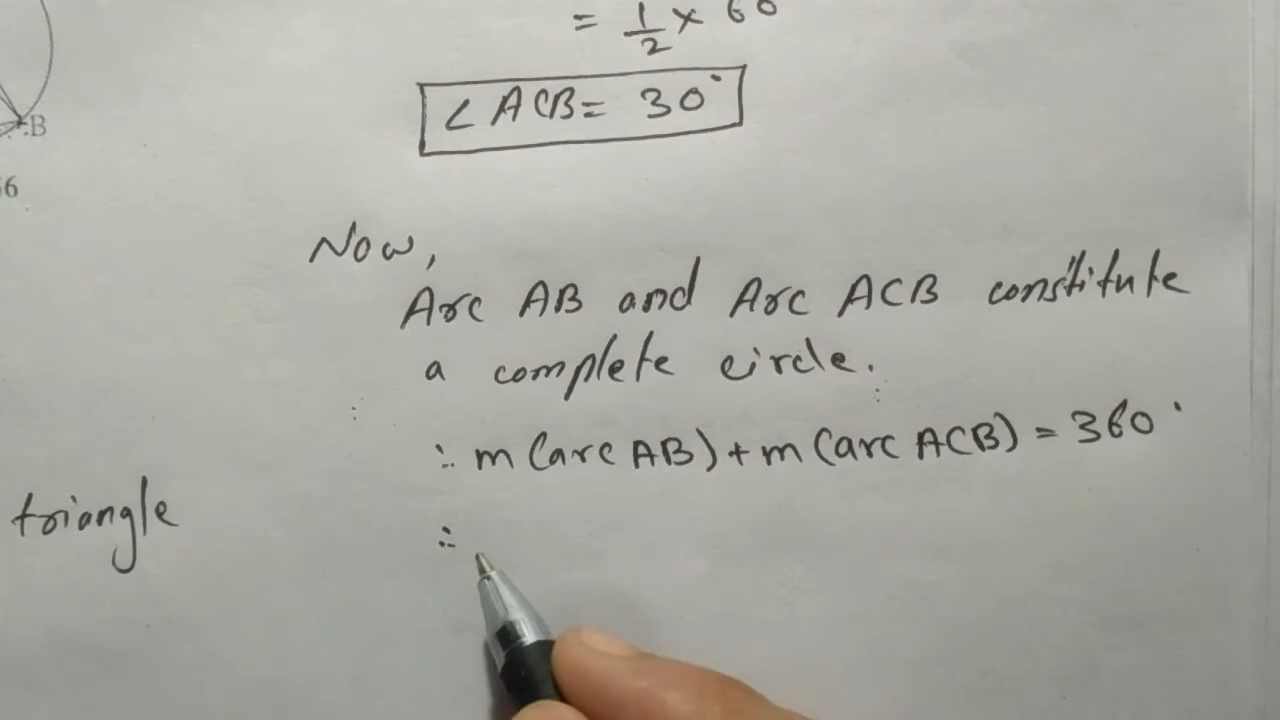 = 1/2 × 60
∠ACB = 30°
B
6
Now,
Arc AB and Arc ACB constitute
a complete circle.
∴ m(arc AB) + m(arc ACB) = 360°
triangle
∴